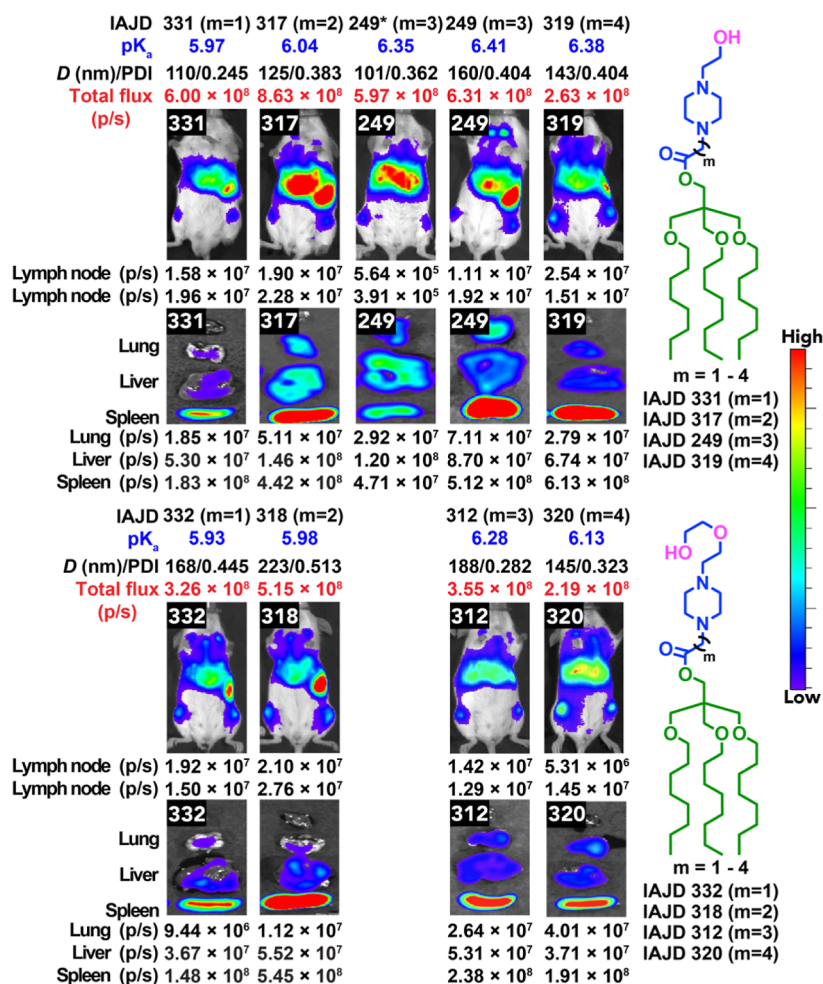 IAJD 331 (m=1) 317 (m=2) 249* (m=3) 249 (m=3) 319 (m=4)
pKa 5.97 6.04 6.35 6.41 6.38
D (nm)/PDI 110/0.245 125/0.383 101/0.362 160/0.404 143/0.404
Total flux (p/s) 6.00 × 10⁸ 8.63 × 10⁸ 5.97 × 10⁸ 6.31 × 10⁸ 2.63 × 10⁸
331 317 249 249 319
Lymph node (p/s) 1.58 × 10⁷ 1.90 × 10⁷ 5.64 × 10⁵ 1.11 × 10⁷ 2.54 × 10⁷
Lymph node (p/s) 1.96 × 10⁷ 2.28 × 10⁷ 3.91 × 10⁵ 1.92 × 10⁷ 1.51 × 10⁷
331 317 249 249 319
Lung
Liver
Spleen
Lung (p/s) 1.85 × 10⁷ 5.11 × 10⁷ 2.92 × 10⁷ 7.11 × 10⁷ 2.79 × 10⁷
Liver (p/s) 5.30 × 10⁷ 1.46 × 10⁸ 1.20 × 10⁸ 8.70 × 10⁷ 6.74 × 10⁷
Spleen (p/s) 1.83 × 10⁸ 4.42 × 10⁸ 4.71 × 10⁷ 5.12 × 10⁸ 6.13 × 10⁸
OH
N
N
m
O
O
O O O
m = 1 - 4
IAJD 331 (m=1)
IAJD 317 (m=2)
IAJD 249 (m=3)
IAJD 319 (m=4)
High
Low
IAJD 332 (m=1) 318 (m=2) 312 (m=3) 320 (m=4)
pKa 5.93 5.98 6.28 6.13
D (nm)/PDI 168/0.445 223/0.513 188/0.282 145/0.323
Total flux (p/s) 3.26 × 10⁸ 5.15 × 10⁸ 3.55 × 10⁸ 2.19 × 10⁸
332 318 312 320
Lymph node (p/s) 1.92 × 10⁷ 2.10 × 10⁷ 1.42 × 10⁷ 5.31 × 10⁶
Lymph node (p/s) 1.50 × 10⁷ 2.76 × 10⁷ 1.29 × 10⁷ 1.45 × 10⁷
332 312 320
Lung
Liver
Spleen
Lung (p/s) 9.44 × 10⁶ 1.12 × 10⁷ 2.64 × 10⁷ 4.01 × 10⁷
Liver (p/s) 3.67 × 10⁷ 5.52 × 10⁷ 5.31 × 10⁷ 3.71 × 10⁷
Spleen (p/s) 1.48 × 10⁸ 5.45 × 10⁸ 2.38 × 10⁸ 1.91 × 10⁸
O
HO
N
N
m
O
O
O O O
m = 1 - 4
IAJD 332 (m=1)
IAJD 318 (m=2)
IAJD 312 (m=3)
IAJD 320 (m=4)